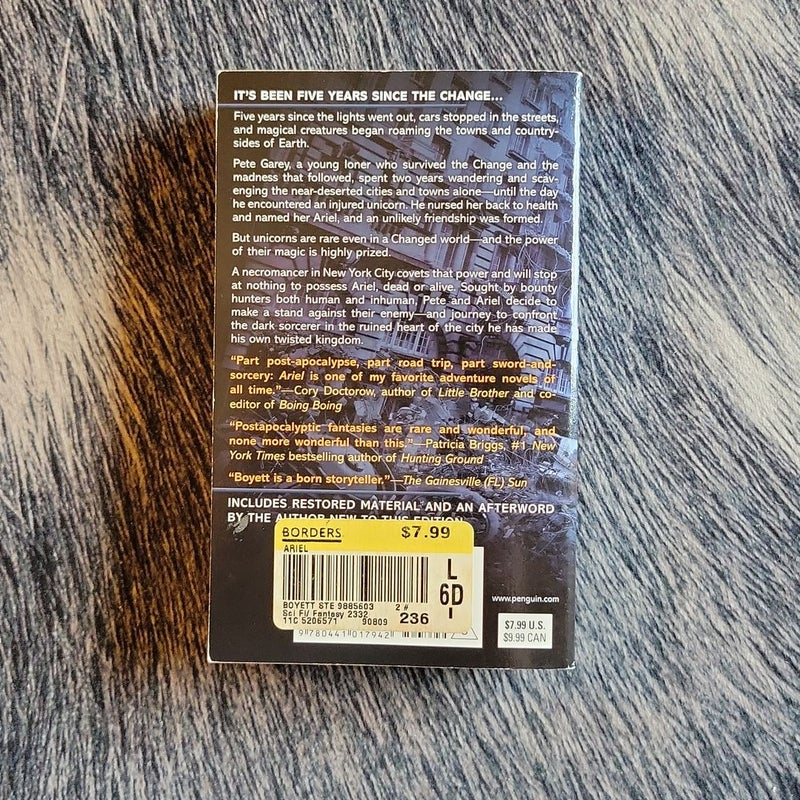 IT'S BEEN FIVE YEARS SINCE THE CHANGE...
Five years since the lights went out, cars stopped in the streets,
and magical creatures began roaming the towns and country-
sides of Earth.
Pete Garey, a young loner who survived the Change and the
madness that followed, spent two years wandering and scav-
enging the near-deserted cities and towns alone—until the day
he encountered an injured unicorn. He nursed her back to health
and named her Ariel, and an unlikely friendship was formed.
But unicorns are rare even in a Changed world—and the power
of their magic is highly prized.
A necromancer in New York City covets that power and will stop
at nothing to possess Ariel, dead or alive. Sought by bounty
hunters both human and inhuman, Pete and Ariel decide to
make a stand against their enemy—and journey to confront
the dark sorcerer in the ruined heart of the city he has made
his own twisted kingdom.
"Part post-apocalypse, part road trip, part sword-and-
sorcery: Ariel is one of my favorite adventure novels of
all time."—Cory Doctorow, author of Little Brother and co-
editor of Boing Boing
"Postapocalyptic fantasies are rare and wonderful, and
none more wonderful than this."—Patricia Briggs, #1 New
York Times bestselling author of Hunting Ground
"Boyett is a born storyteller."—The Gainesville (FL) Sun
INCLUDES RESTORED MATERIAL AND AN AFTERWORD
BY THE AUTHOR NEW TO THIS EDITION
BORDERS $7.99
ARIEL
L
6D
BOYETT STE 9885603 2 #
Sci Fi/ Fantasy 2332
11C 5206571 90809 236
9 780441 017942
www.penguin.com
$7.99 U.S.
$9.99 CAN